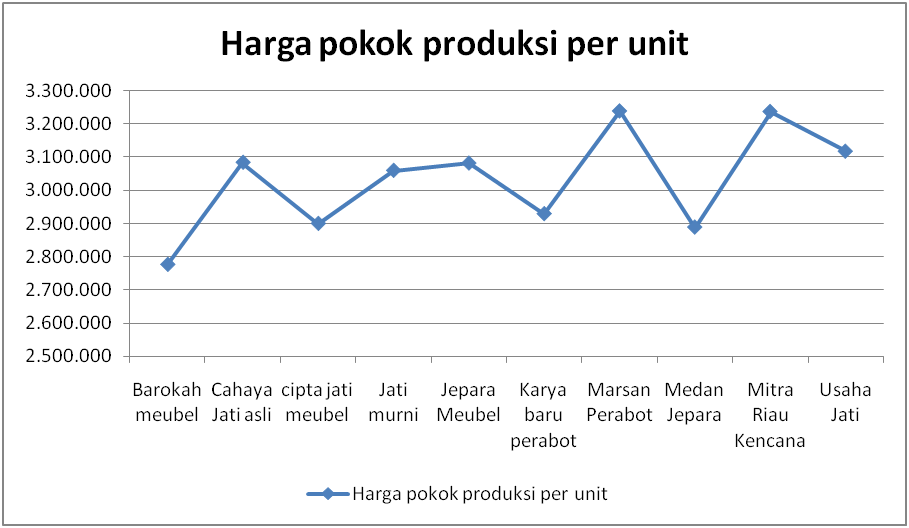 Harga pokok produksi per unit
3.300.000
3.200.000
3.100.000
3.000.000
2.900.000
2.800.000
2.700.000
2.600.000
2.500.000
Barokah meubel
Cahaya Jati asli
cipta jati meubel
Jati murni
Jepara Meubel
Karya baru perabot
Marsan Perabot
Medan Jepara
Mitra Riau Kencana
Usaha Jati
Harga pokok produksi per unit